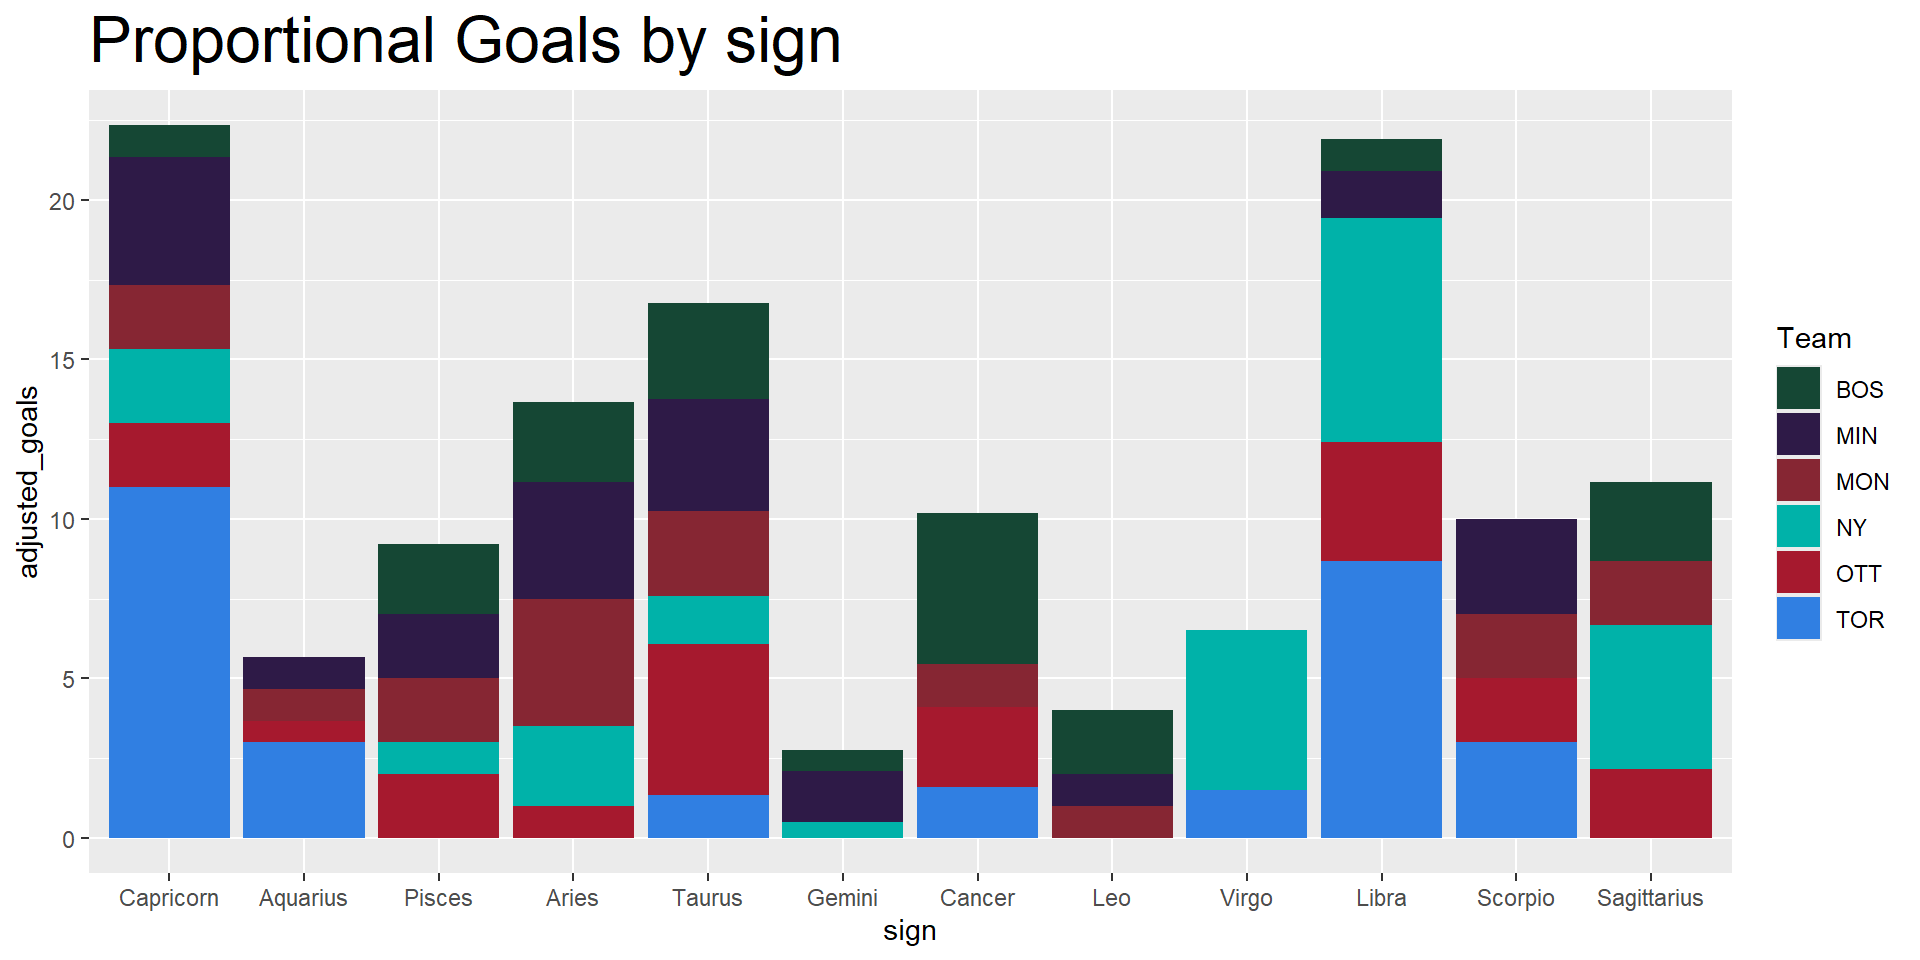 Proportional Goals by sign
adjusted_goals
20
15
10
5
0
Capricorn Aquarius Pisces Aries Taurus Gemini Cancer Leo Virgo Libra Scorpio Sagittarius
sign
Team
BOS
MIN
MON
NY
OTT
TOR